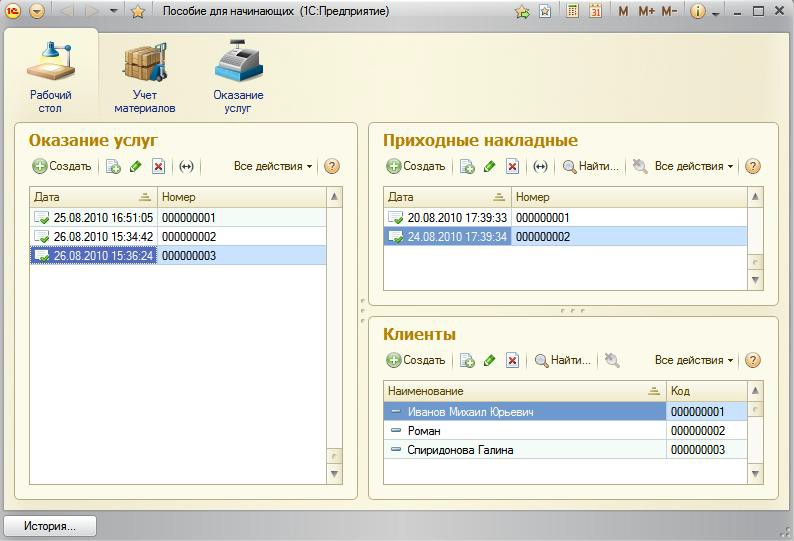 1С Пособие для начинающих (1С:Предприятие) 31 M M+ M- i
Рабочий
стол
Учет
материалов
Оказание
услуг
Оказание услуг
Создать Все действия ?
Дата Номер
25.08.2010 16:51:05 000000001
26.08.2010 15:34:42 000000002
26.08.2010 15:36:24 000000003
Приходные накладные
Создать Найти... Все действия ?
Дата Номер
20.08.2010 17:39:33 000000001
24.08.2010 17:39:34 000000002
Клиенты
Создать Найти... Все действия ?
Наименование Код
Иванов Михаил Юрьевич 000000001
Роман 000000002
Спиридонова Галина 000000003
История...